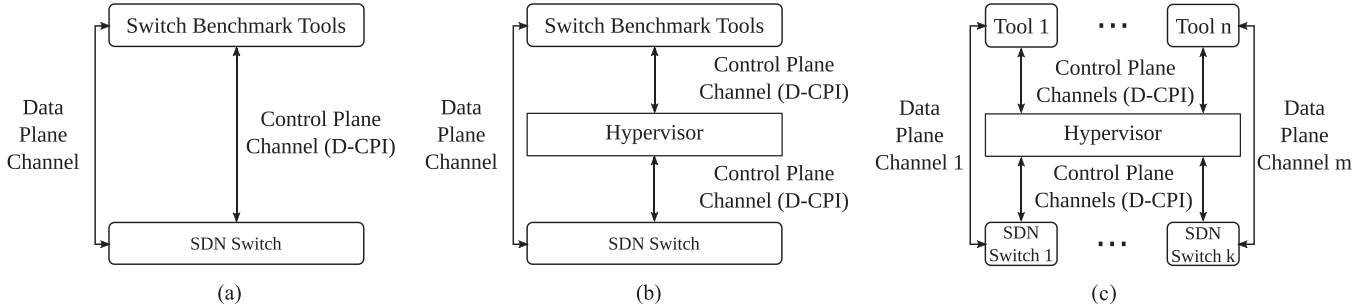 Switch Benchmark Tools
Data
Plane
Channel
Control Plane
Channel (D-CPI)
SDN Switch
(a)
Switch Benchmark Tools
Control Plane
Channel (D-CPI)
Data
Plane
Channel
Hypervisor
Control Plane
Channel (D-CPI)
SDN Switch
(b)
Tool 1
...
Tool n
Control Plane
Channels (D-CPI)
Data
Plane
Channel 1
Hypervisor
Data
Plane
Channel m
Control Plane
Channels (D-CPI)
SDN
Switch 1
...
SDN
Switch k
(c)